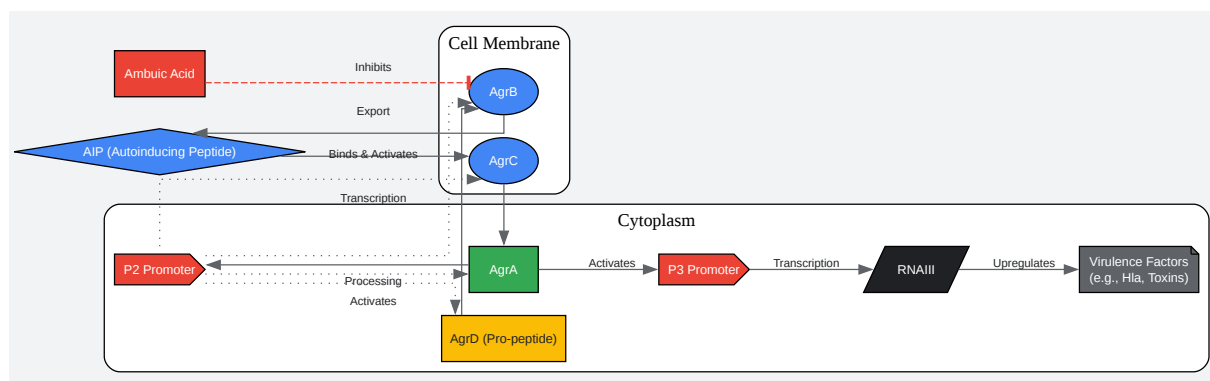 Cell Membrane
Ambuic Acid
Inhibits
AgrB
Export
AIP (Autoinducing Peptide)
Binds & Activates
AgrC
Transcription
Cytoplasm
P2 Promoter
AgrA
Activates
P3 Promoter
Transcription
RNAIII
Upregulates
Virulence Factors
(e.g., Hla, Toxins)
Processing
Activates
AgrD (Pro-peptide)